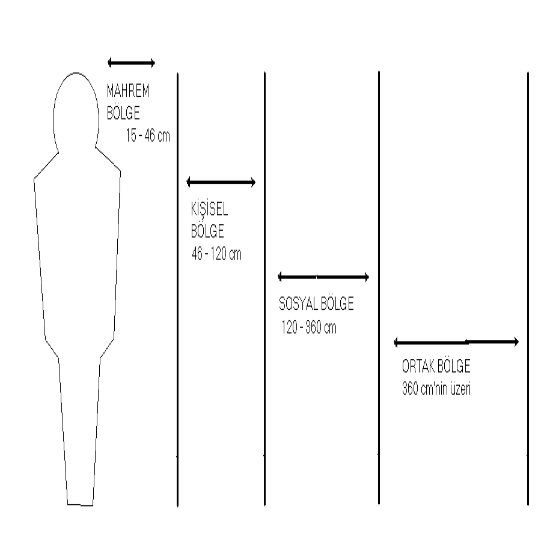 MAHREM
BÖLGE
15 - 46 cm
KİŞİSEL
BÖLGE
46 - 120 cm
SOSYAL BÖLGE
120 - 360 cm
ORTAK BÖLGE
360 cm'nin üzeri